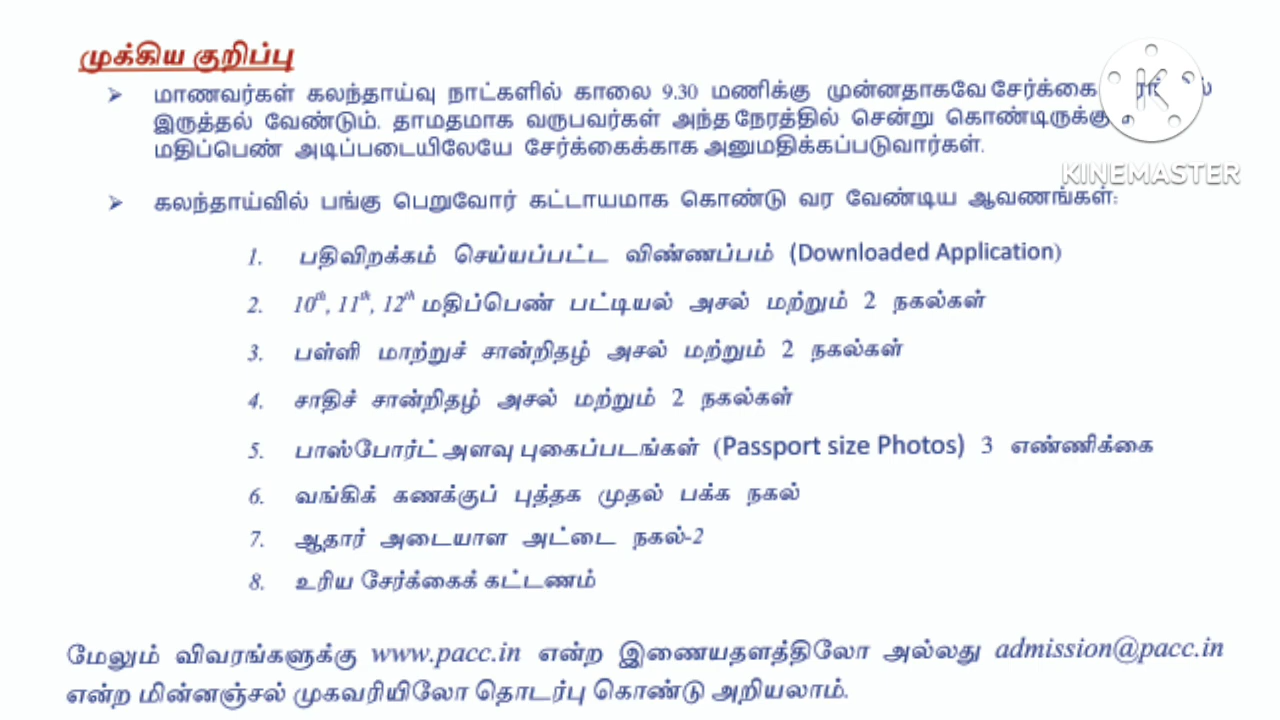 முக்கிய குறிப்பு
➢ மாணவர்கள் கலந்தாய்வு நாட்களில் காலை 9.30 மணிக்கு முன்னதாகவே சேர்க்கை
இருத்தல் வேண்டும். தாமதமாக வருபவர்கள் அந்த நேரத்தில் சென்று
மதிப்பெண் அடிப்படையிலேயே சேர்க்கைக்காக அனுமதிக்கப்படுவார்கள்.
KINEMASTER
➢ கலந்தாய்வில் பங்கு பெறுவோர் கட்டாயமாக கொண்டு வர வேண்டிய ஆவணங்கள்:
1. பதிவிறக்கம் செய்யப்பட்ட விண்ணப்பம் (Downloaded Application)
2. 10th, 11th, 12th மதிப்பெண் பட்டியல் அசல் மற்றும் 2 நகல்கள்
3. பள்ளி மாற்றுச் சான்றிதழ் அசல் மற்றும் 2 நகல்கள்
4. சாதிச் சான்றிதழ் அசல் மற்றும் 2 நகல்கள்
5. பாஸ்போர்ட் அளவு புகைப்படங்கள் (Passport size Photos) 3 எண்ணிக்கை
6. வங்கிக் கணக்குப் புத்தக முதல் பக்க நகல்
7. ஆதார் அடையாள அட்டை நகல்-2
8. உரிய சேர்க்கைக் கட்டணம்
மேலும் விவரங்களுக்கு www.pacc.in என்ற இணையதளத்திலோ அல்லது admission@pacc.in
என்ற மின்னஞ்சல் முகவரியிலோ தொடர்பு கொண்டு அறியலாம்.